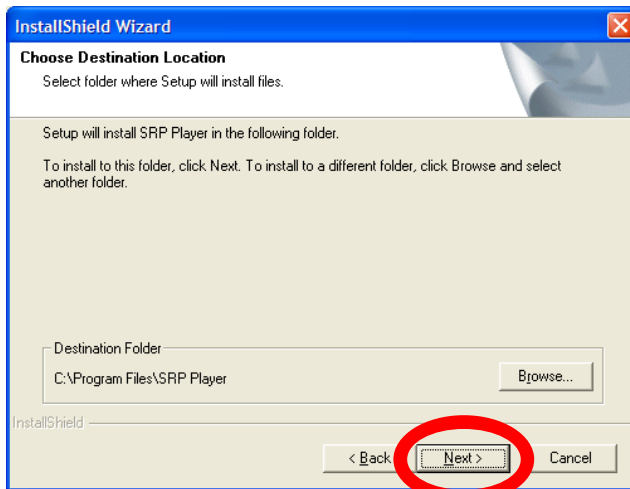 InstallShield Wizard
Choose Destination Location
Select folder where Setup will install files.
Setup will install SRP Player in the following folder.
To install to this folder, click Next. To install to a different folder, click Browse and select
another folder.
Destination Folder
C:\Program Files\SRP Player
Browse...
InstallShield
< Back
Next >
Cancel